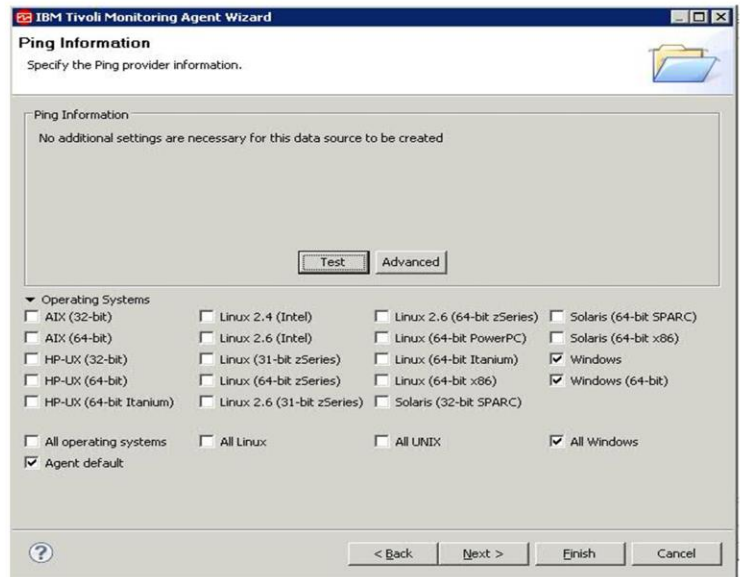 IBM Tivoli Monitoring Agent Wizard
Ping Information
Specify the Ping provider information.
Ping Information
No additional settings are necessary for this data source to be created
Test Advanced
Operating Systems
AIX (32-bit) Linux 2.4 (Intel) Linux 2.6 (64-bit zSeries) Solaris (64-bit SPARC)
AIX (64-bit) Linux 2.6 (Intel) Linux (64-bit PowerPC) Solaris (64-bit x86)
HP-UX (32-bit) Linux (31-bit zSeries) Linux (64-bit Itanium) Windows
HP-UX (64-bit) Linux (64-bit zSeries) Linux (64-bit x86) Windows (64-bit)
HP-UX (64-bit Itanium) Linux 2.6 (31-bit zSeries) Solaris (32-bit SPARC)
All operating systems All Linux All UNIX All Windows
Agent default
? < Back Next > Finish Cancel